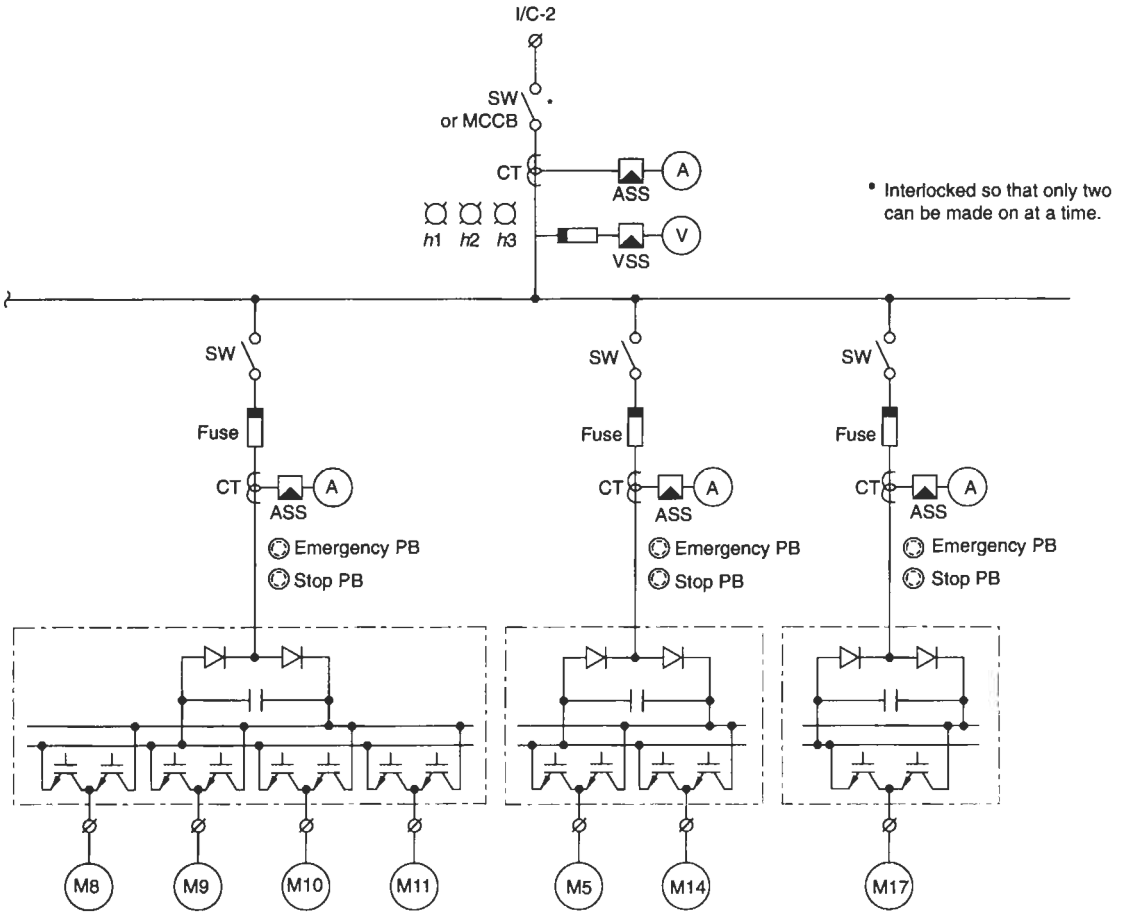 I/C-2
SW *
or MCCB
CT
A
ASS
* Interlocked so that only two
can be made on at a time.
h1 h2 h3
V
VSS
SW
SW
SW
Fuse
Fuse
Fuse
CT
A
ASS
CT
A
ASS
CT
A
ASS
Emergency PB
Stop PB
Emergency PB
Stop PB
Emergency PB
Stop PB
M8
M9
M10
M11
M5
M14
M17